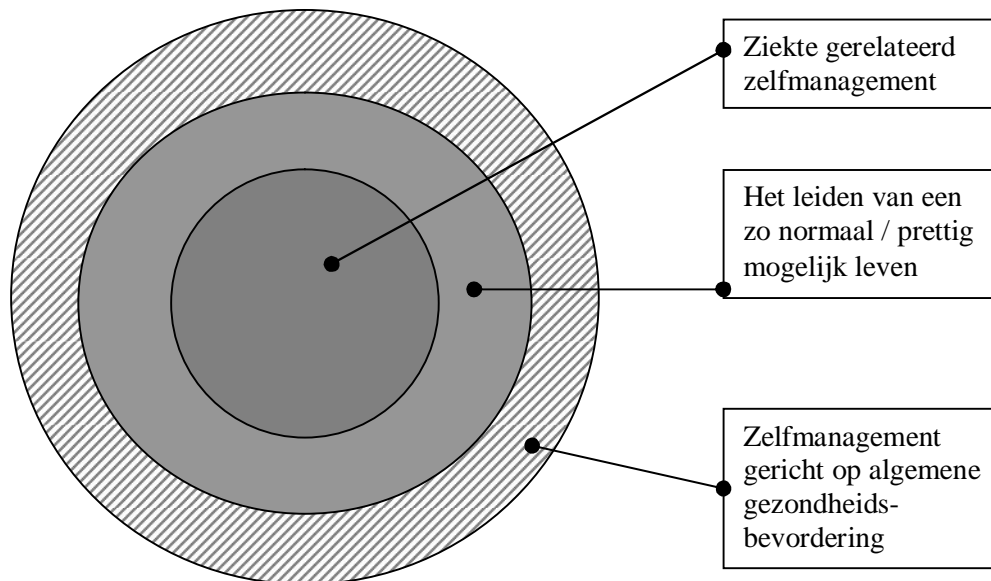 Ziekte gerelateerd
zelfmanagement
Het leiden van een
zo normaal / prettig
mogelijk leven
Zelfmanagement
gericht op algemene
gezondheids-
bevordering